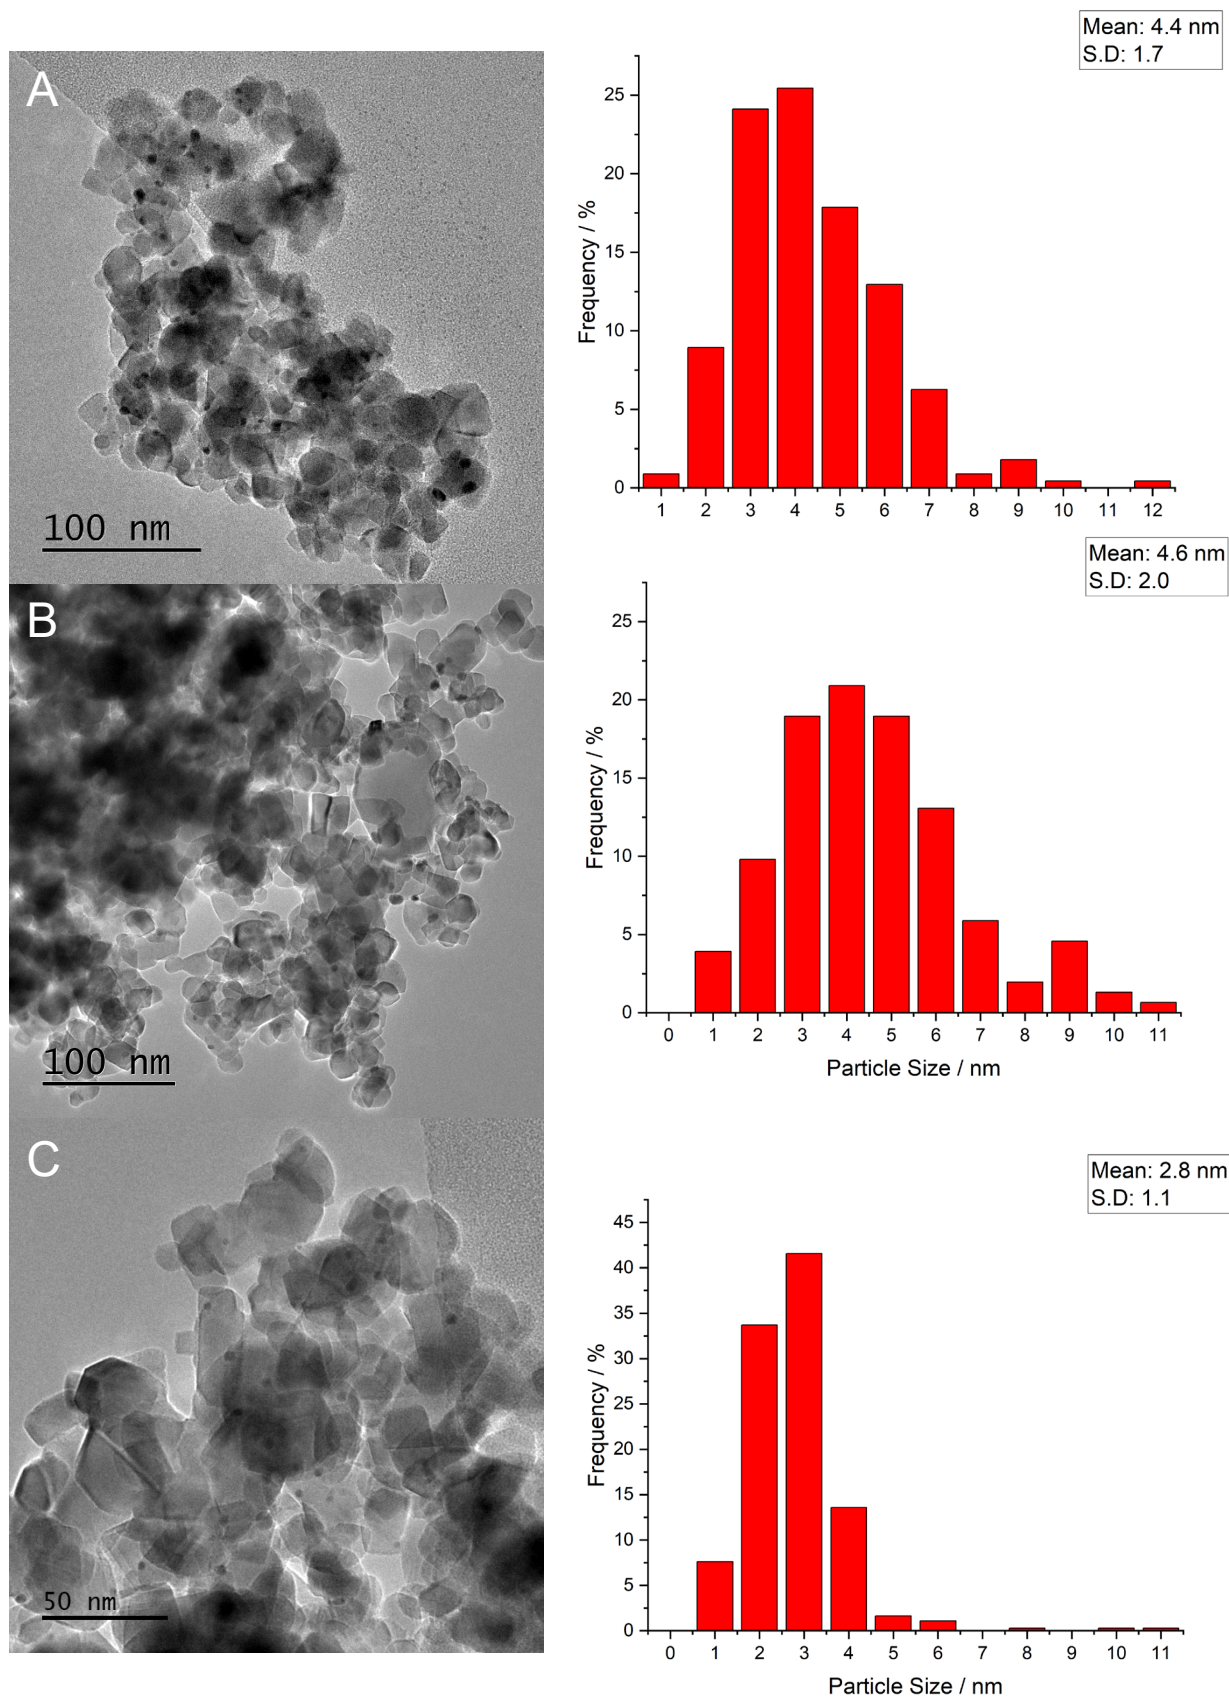 A
100 nm
Mean: 4.4 nm
S.D: 1.7
Frequency / %
25
20
15
10
5
0
1 2 3 4 5 6 7 8 9 10 11 12
B
100 nm
Mean: 4.6 nm
S.D: 2.0
Frequency / %
25
20
15
10
5
0
0 1 2 3 4 5 6 7 8 9 10 11
Particle Size / nm
C
50 nm
Mean: 2.8 nm
S.D: 1.1
Frequency / %
45
40
35
30
25
20
15
10
5
0
0 1 2 3 4 5 6 7 8 9 10 11
Particle Size / nm